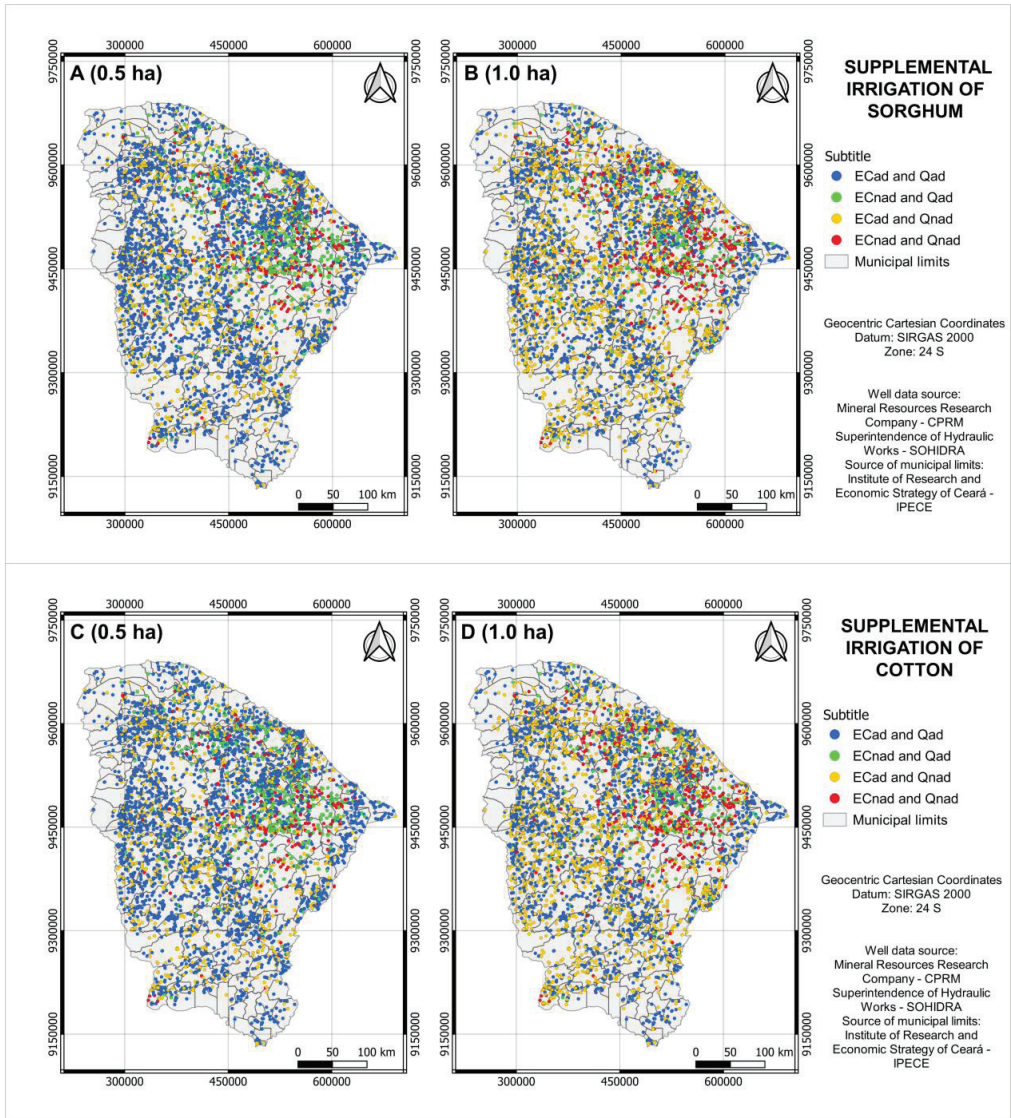 300000 450000 600000
300000 450000 600000
9750000
9750000
A (0.5 ha)
B (1.0 ha)
9600000
9600000
9450000
9450000
9300000
9300000
9150000
9150000
0 50 100 km
0 50 100 km
300000 450000 600000
300000 450000 600000
SUPPLEMENTAL
IRRIGATION OF
SORGHUM
Subtitle
ECad and Qad
ECnad and Qad
ECad and Qnad
ECnad and Qnad
Municipal limits
Geocentric Cartesian Coordinates
Datum: SIRGAS 2000
Zone: 24 S
Well data source:
Mineral Resources Research
Company - CPRM
Superintendence of Hydraulic
Works - SOHIDRA
Source of municipal limits:
Institute of Research and
Economic Strategy of Ceará -
IPECE
300000 450000 600000
300000 450000 600000
9750000
9750000
C (0.5 ha)
D (1.0 ha)
9600000
9600000
9450000
9450000
9300000
9300000
9150000
9150000
0 50 100 km
0 50 100 km
300000 450000 600000
300000 450000 600000
SUPPLEMENTAL
IRRIGATION OF
COTTON
Subtitle
ECad and Qad
ECnad and Qad
ECad and Qnad
ECnad and Qnad
Municipal limits
Geocentric Cartesian Coordinates
Datum: SIRGAS 2000
Zone: 24 S
Well data source:
Mineral Resources Research
Company - CPRM
Superintendence of Hydraulic
Works - SOHIDRA
Source of municipal limits:
Institute of Research and
Economic Strategy of Ceará -
IPECE